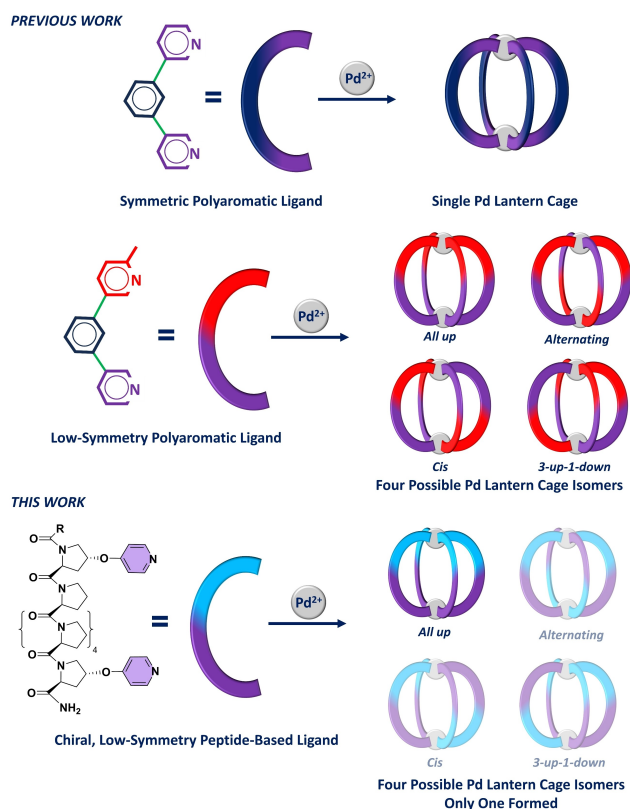 PREVIOUS WORK
N
N
=
Pd2+
Symmetric Polyaromatic Ligand
Single Pd Lantern Cage
N
N
=
Pd2+
All up
Alternating
Cis
3-up-1-down
Low-Symmetry Polyaromatic Ligand
Four Possible Pd Lantern Cage Isomers
THIS WORK
R
O
N
O
N
O
N
O
N
4
O
N
O
N
O
NH2
=
Pd2+
All up
Alternating
Cis
3-up-1-down
Chiral, Low-Symmetry Peptide-Based Ligand
Four Possible Pd Lantern Cage Isomers
Only One Formed